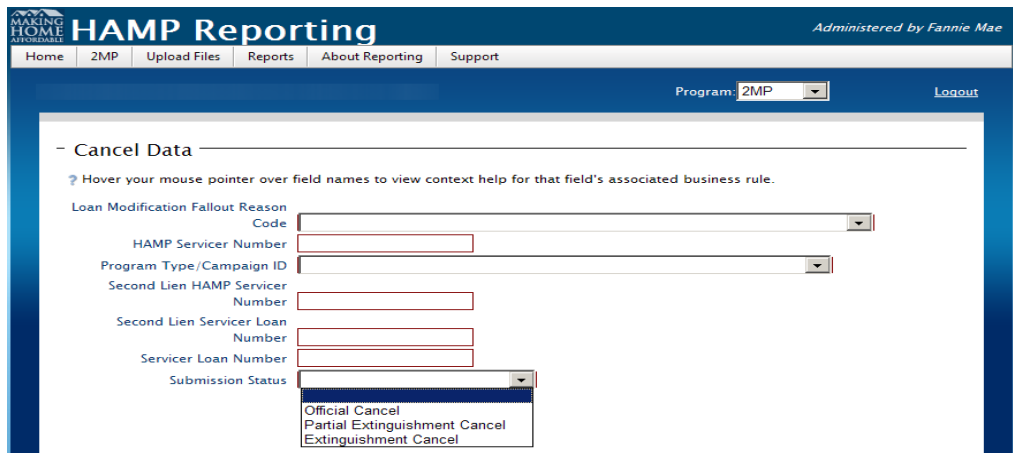 MAKING
HOME
AFFORDABLE
HAMP Reporting
Administered by Fannie Mae
Home 2MP Upload Files Reports About Reporting Support
Program: 2MP Logout
Cancel Data
? Hover your mouse pointer over field names to view context help for that field's associated business rule.
Loan Modification Fallout Reason
Code
HAMP Servicer Number
Program Type/Campaign ID
Second Lien HAMP Servicer
Number
Second Lien Servicer Loan
Number
Servicer Loan Number
Submission Status
Official Cancel
Partial Extinguishment Cancel
Extinguishment Cancel